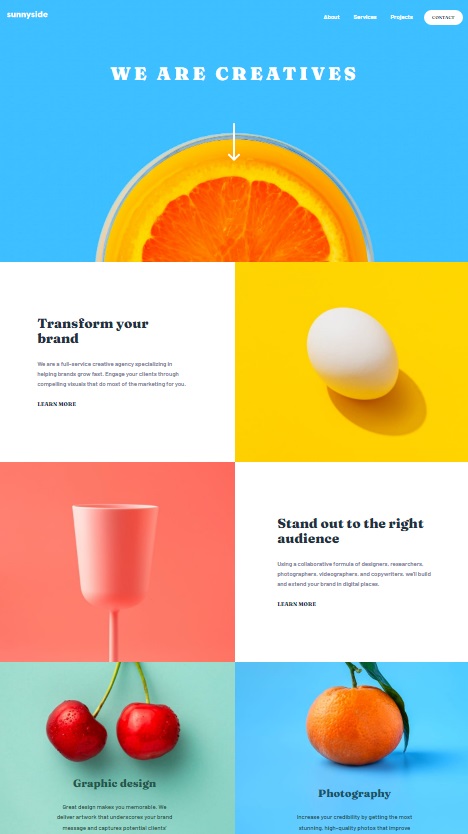 sunnyside
About Services Projects CONTACT
WE ARE CREATIVES
Transform your
brand
We are a full-service creative agency specializing in
helping brands grow fast. Engage your clients through
compelling visuals that do most of the marketing for you.
LEARN MORE
Stand out to the right
audience
Using a collaborative formula of designers, researchers,
photographers, videographers, and copywriters, we'll build
and extend your brand in digital places.
LEARN MORE
Graphic design
Great design makes you memorable. We
deliver artwork that underscores your brand
message and captures potential clients'
Photography
Increase your credibility by getting the most
stunning, high-quality photos that improve